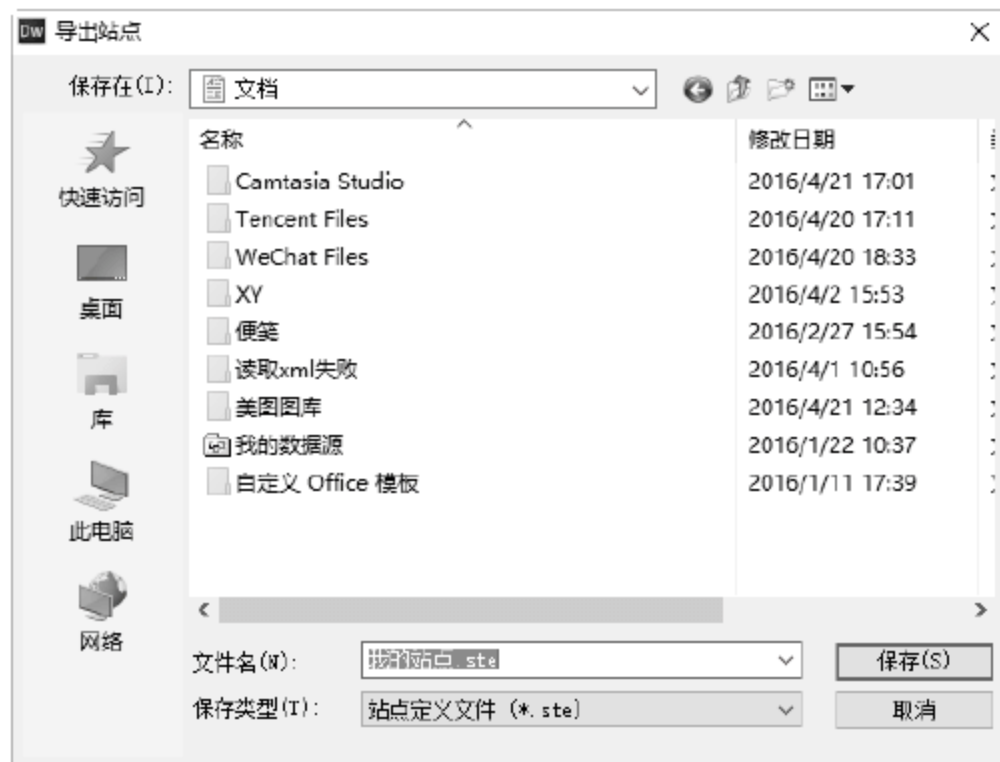 Dw 导出站点
保存在(I): 文档
名称 修改日期
Camtasia Studio 2016/4/21 17:01
Tencent Files 2016/4/20 17:11
WeChat Files 2016/4/20 18:33
XY 2016/4/2 15:53
便笺 2016/2/27 15:54
读取xml失败 2016/4/1 10:56
美图图库 2016/4/21 12:34
我的数据源 2016/1/22 10:37
自定义 Office 模板 2016/1/11 17:39
快速访问
桌面
库
此电脑
网络
文件名(N): 我的站点.ste 保存(S)
保存类型(T): 站点定义文件 (*.ste) 取消